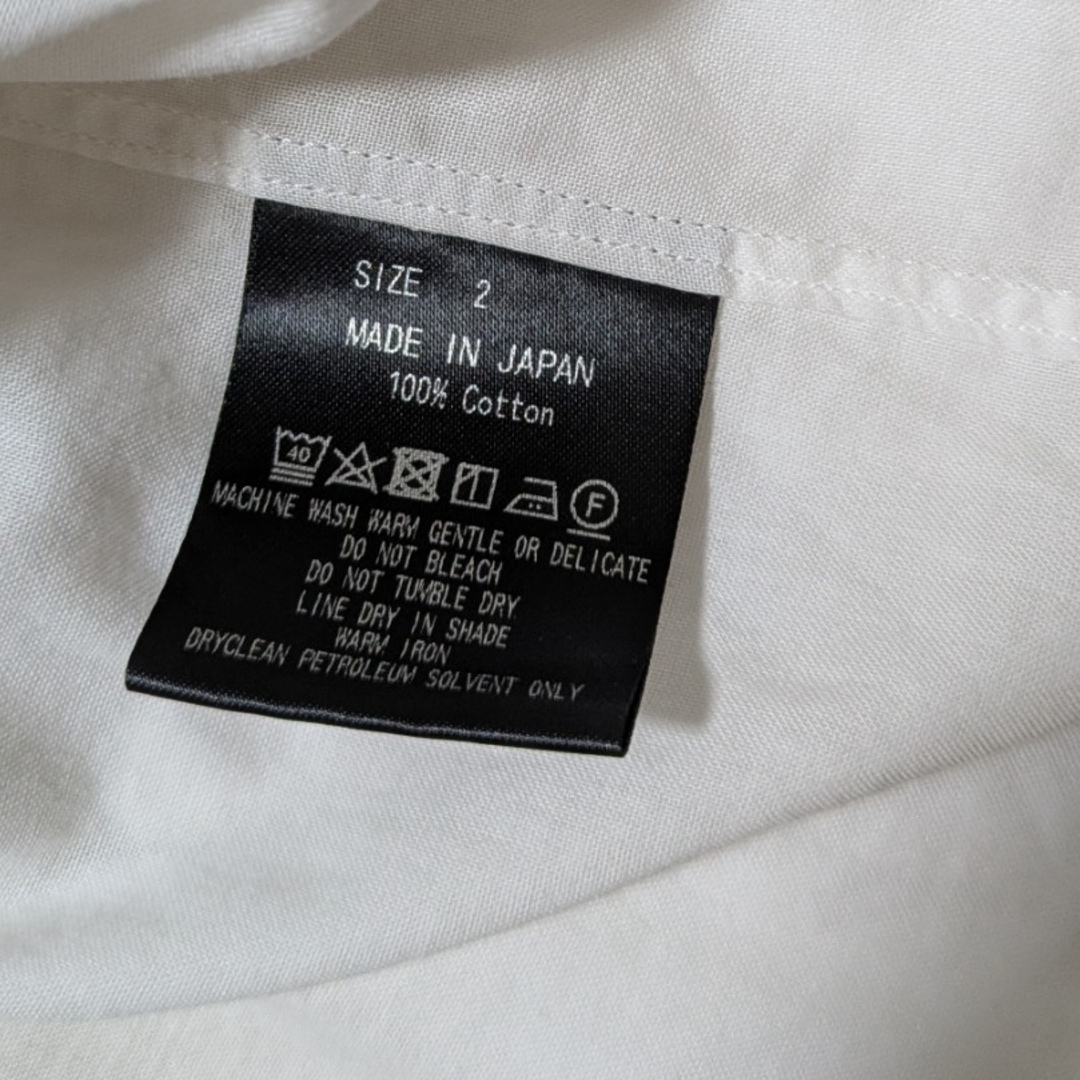 SIZE 2
MADE IN JAPAN
100% Cotton
40 F
MACHINE WASH WARM GENTLE OR DELICATE
DO NOT BLEACH
DO NOT TUMBLE DRY
LINE DRY IN SHADE
WARM IRON
DRYCLEAN PETROLEUM SOLVENT ONLY